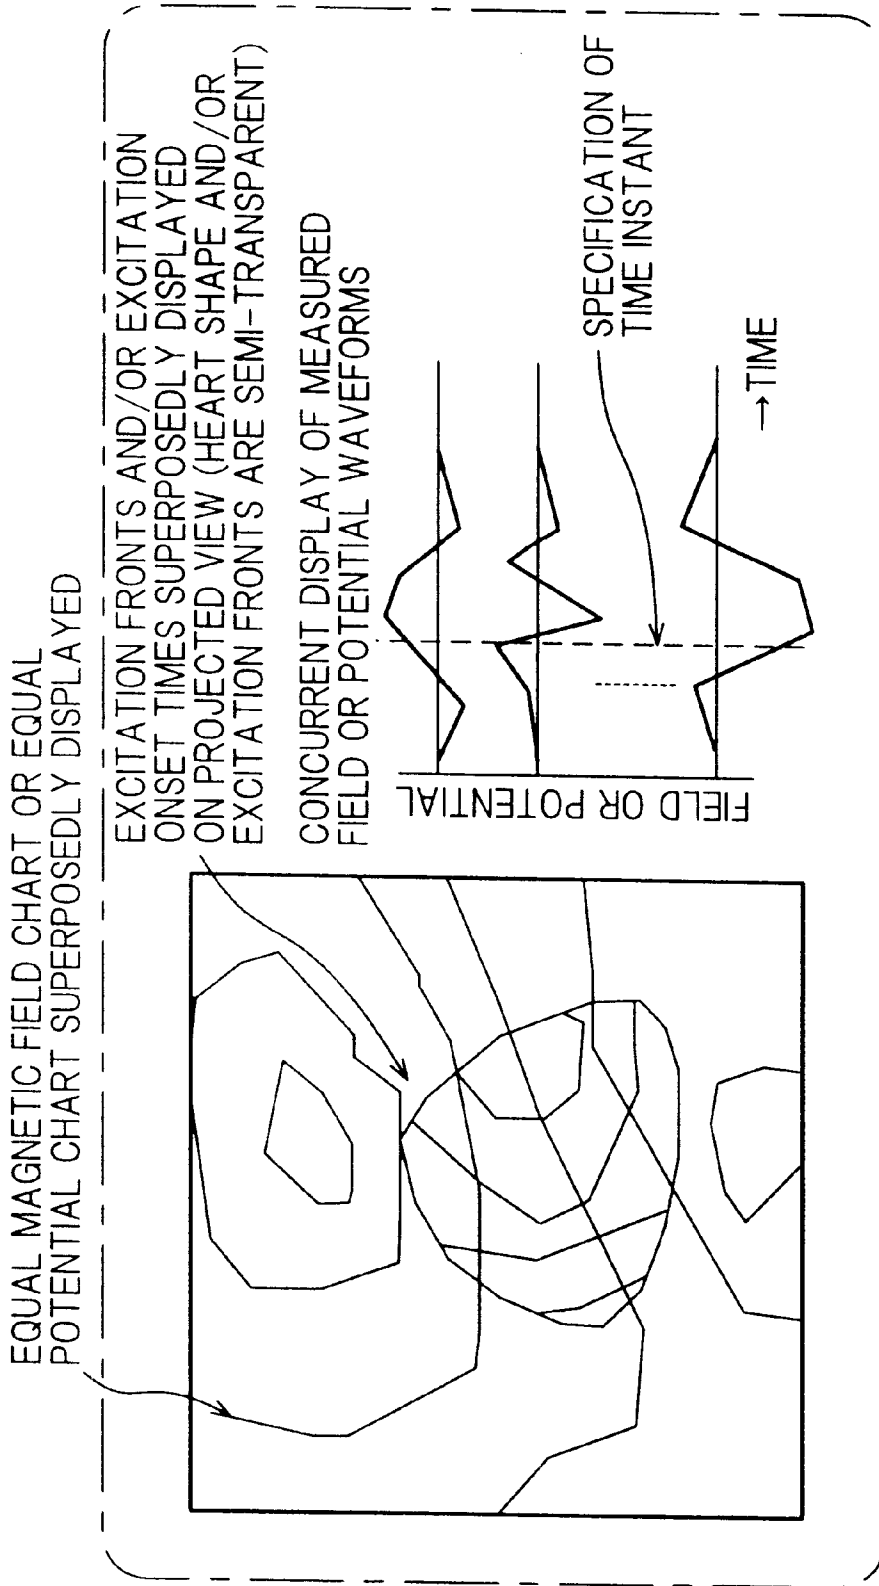 EQUAL MAGNETIC FIELD CHART OR EQUAL
POTENTIAL CHART SUPERPOSEDLY DISPLAYED
EXCITATION FRONTS AND/OR EXCITATION
ONSET TIMES SUPERPOSEDLY DISPLAYED
ON PROJECTED VIEW (HEART SHAPE AND/OR
EXCITATION FRONTS ARE SEMI-TRANSPARENT)
CONCURRENT DISPLAY OF MEASURED
FIELD OR POTENTIAL WAVEFORMS
FIELD OR POTENTIAL
SPECIFICATION OF
TIME INSTANT
→TIME